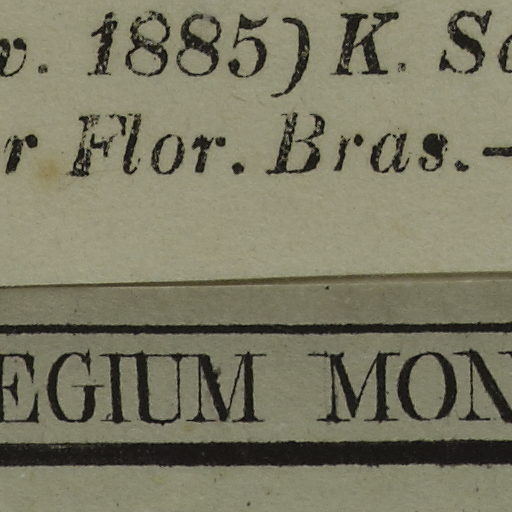 v. 1885) K. Sc
r Flor. Bras.—
EGIUM MON